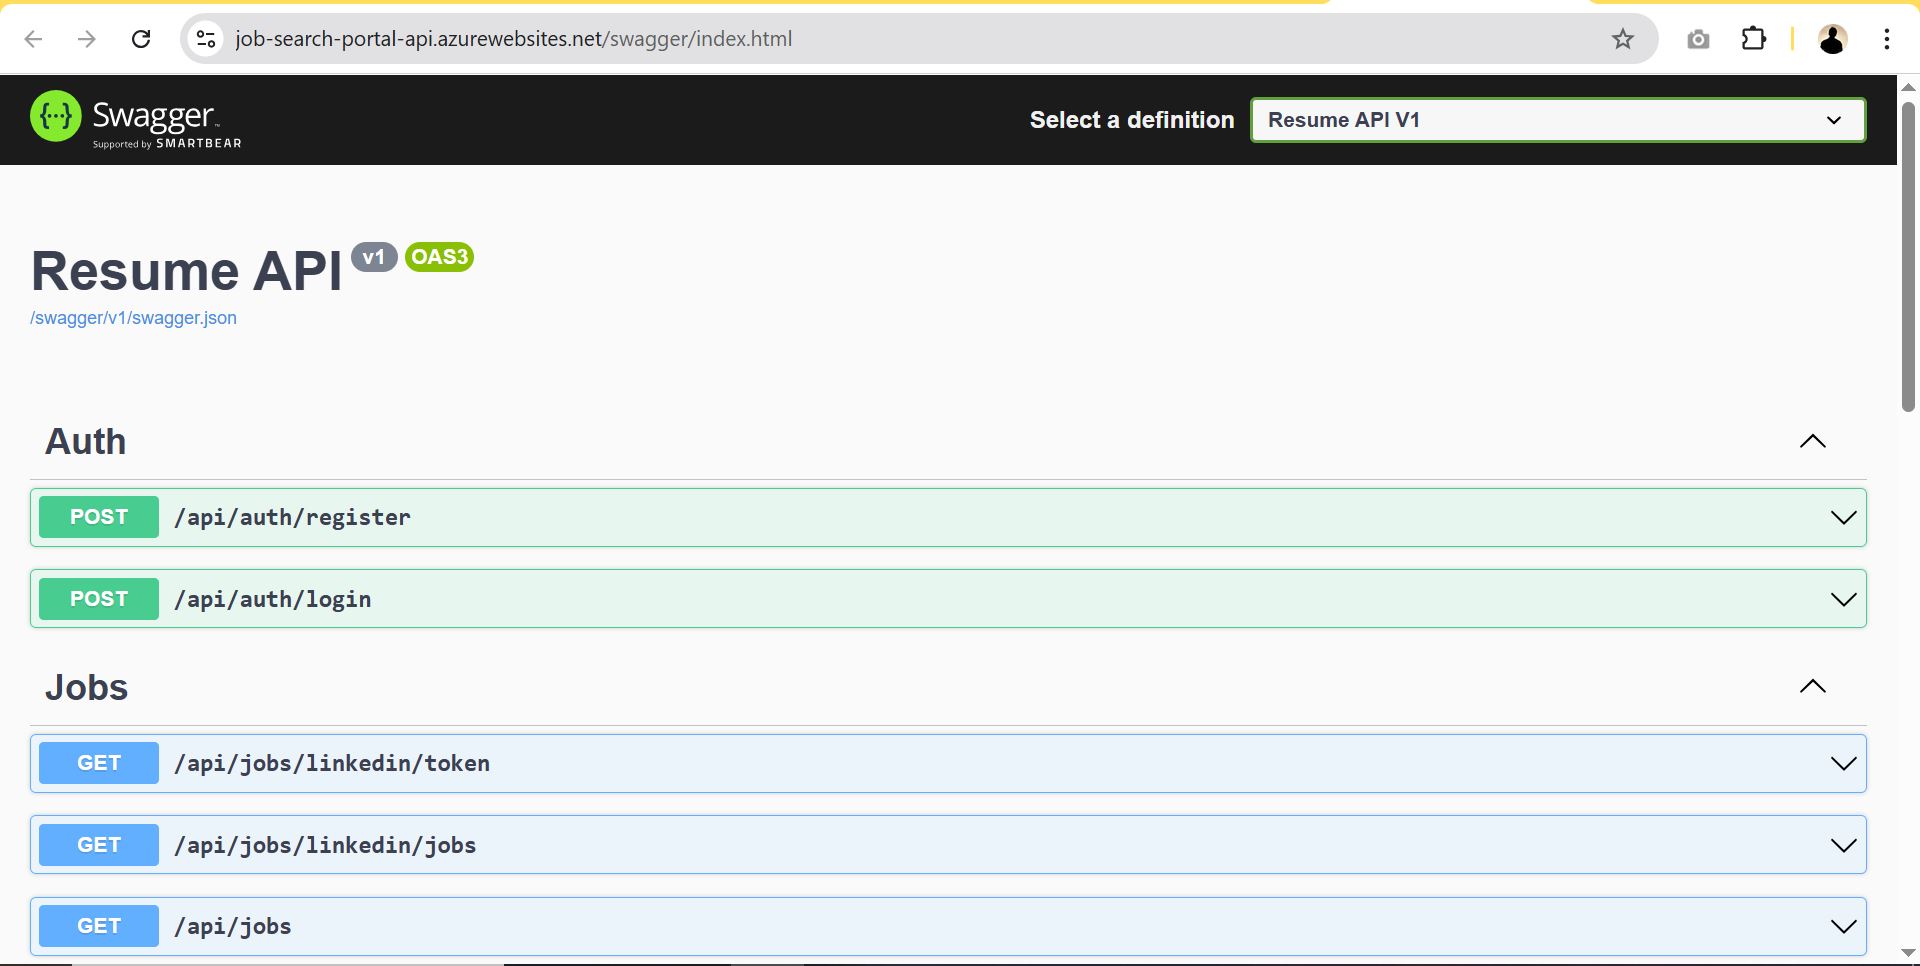 job-search-portal-api.azurewebsites.net/swagger/index.html
{...} Swagger™
Supported by SMARTBEAR
Select a definition Resume API V1
Resume API v1 OAS3
/swagger/v1/swagger.json
Auth
POST /api/auth/register
POST /api/auth/login
Jobs
GET /api/jobs/linkedin/token
GET /api/jobs/linkedin/jobs
GET /api/jobs